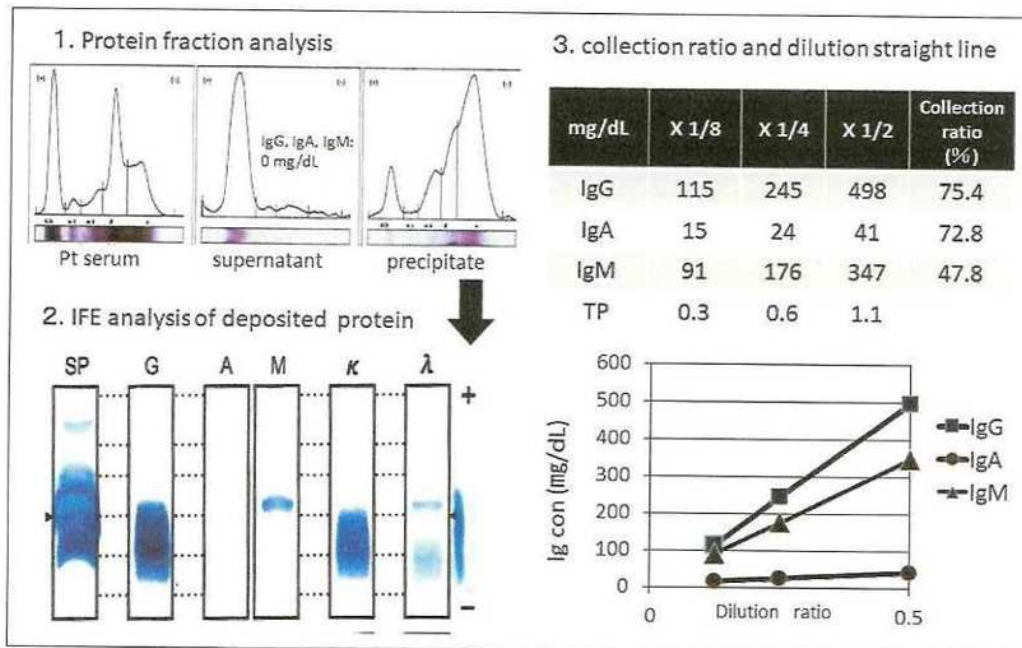 1. Protein fraction analysis
IgG, IgA, IgM:
0 mg/dL
Pt serum
supernatant
precipitate
2. IFE analysis of deposited protein
SP G A M κ λ
+
−
3. collection ratio and dilution straight line
mg/dL X 1/8 X 1/4 X 1/2 Collection ratio (%)
IgG 115 245 498 75.4
IgA 15 24 41 72.8
IgM 91 176 347 47.8
TP 0.3 0.6 1.1
600
500
400
300
200
100
0
Ig con (mg/dL)
0 Dilution ratio 0.5
IgG
IgA
IgM